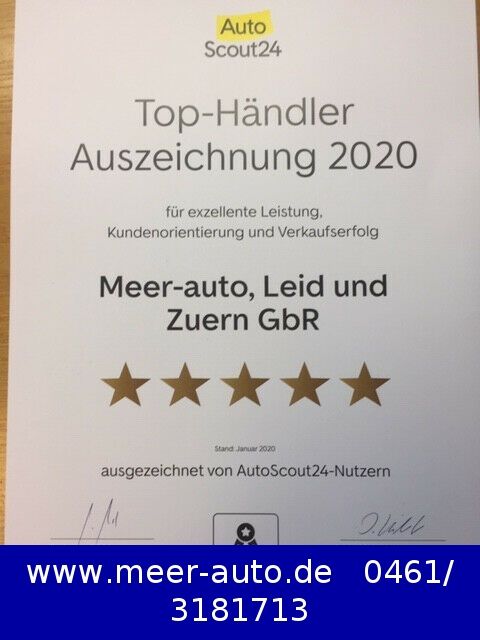 Auto
Scout24
Top-Händler
Auszeichnung 2020
für exzellente Leistung,
Kundenorientierung und Verkaufserfolg
Meer-auto, Leid und
Zuern GbR
Stand: Januar 2020
ausgezeichnet von AutoScout24-Nutzern
www.meer-auto.de 0461/
3181713